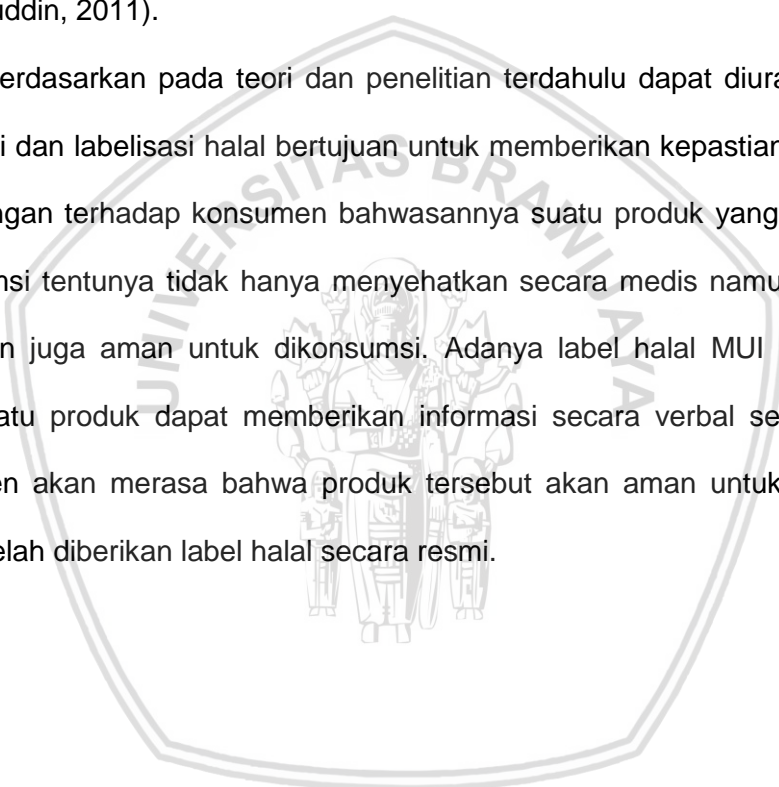 uddin, 2011).
erdasarkan pada teori dan penelitian terdahulu dapat diura
i dan labelisasi halal bertujuan untuk memberikan kepastian
ngan terhadap konsumen bahwasannya suatu produk yang
nsi tentunya tidak hanya menyehatkan secara medis namu
n juga aman untuk dikonsumsi. Adanya label halal MUI
atu produk dapat memberikan informasi secara verbal se
en akan merasa bahwa produk tersebut akan aman untuk
elah diberikan label halal secara resmi.
UNIVERSITAS BRAWIJAYA